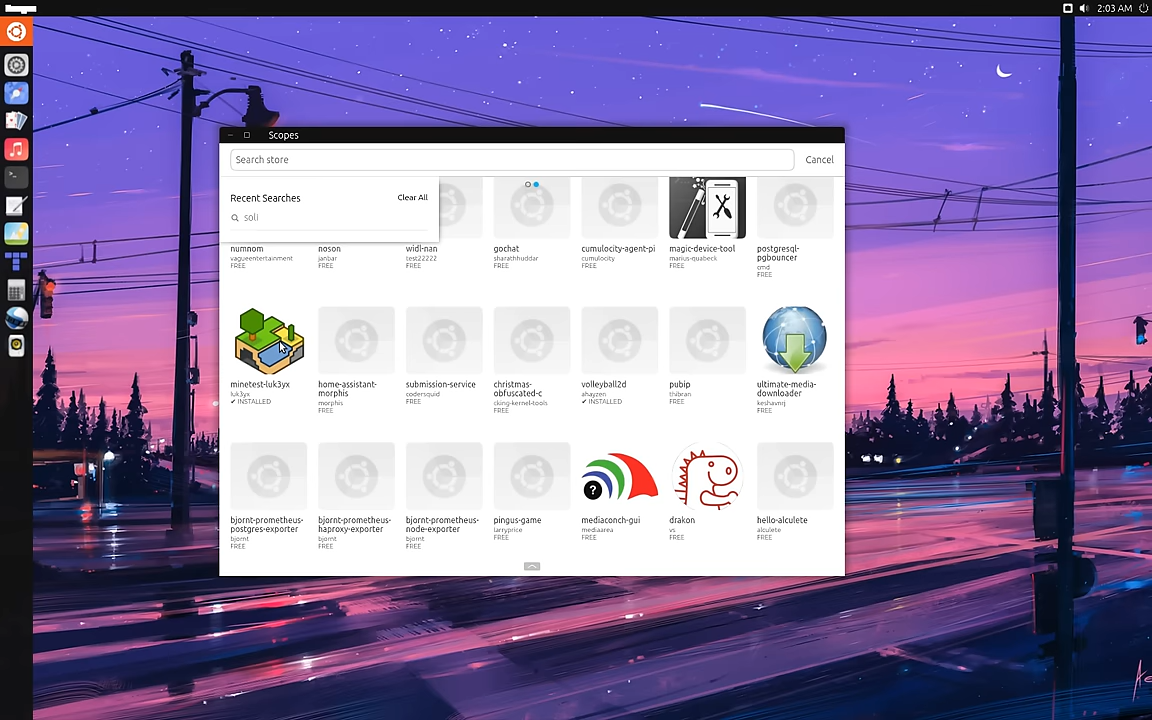 2:03 AM
Scopes
Search store
Cancel
Recent Searches
Clear All
soli
numnom
vagueentertainment
FREE
noson
janbar
FREE
widl-nan
test22222
FREE
gochat
sharathhuddar
FREE
cumulocity-agent-pi
cumulocity
FREE
magic-device-tool
marius-quabeck
FREE
postgresql-
pgbouncer
cmd
FREE
minetest-luk3yx
luk3yx
✔ INSTALLED
home-assistant-
morphis
morphis
FREE
submission-service
codersquid
FREE
christmas-
obfuscated-c
cking-kernel-tools
FREE
volleyball2d
ahayzen
✔ INSTALLED
pubip
thibran
FREE
ultimate-media-
downloader
keshavnrj
FREE
bjornt-prometheus-
postgres-exporter
bjornt
FREE
bjornt-prometheus-
haproxy-exporter
bjornt
FREE
bjornt-prometheus-
node-exporter
bjornt
FREE
pingus-game
larryprice
FREE
?
mediaconch-gui
mediaarea
FREE
drakon
vs
FREE
hello-alculete
alculete
FREE